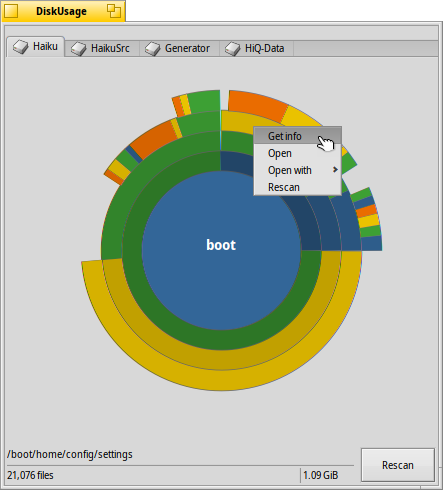 DiskUsage
Haiku
HaikuSrc
Generator
HiQ-Data
Get info
Open
Open with
Rescan
boot
/boot/home/config/settings
21,076 files
1.09 GiB
Rescan